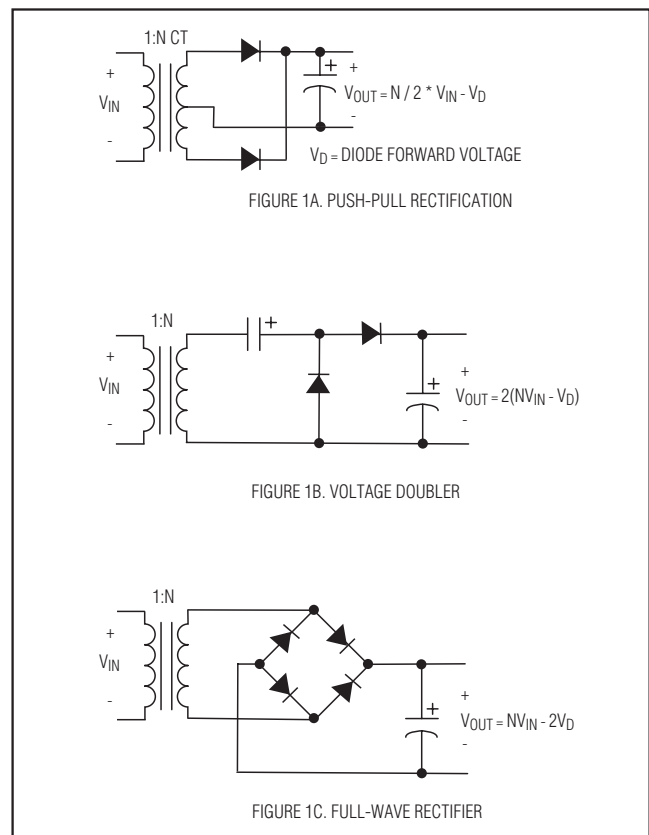 1:N CT
+
VIN
-
+
+
VOUT = N / 2 * VIN - VD
-
VD = DIODE FORWARD VOLTAGE
FIGURE 1A. PUSH-PULL RECTIFICATION
1:N
+
+
VIN
-
+
+
VOUT = 2(NVIN - VD)
-
FIGURE 1B. VOLTAGE DOUBLER
1:N
+
VIN
-
+
+
VOUT = NVIN - 2VD
-
FIGURE 1C. FULL-WAVE RECTIFIER